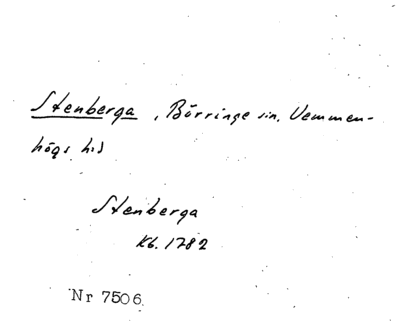 Stenberga, Börringe sn, Vemmen-
högs hd
Stenberga
Kb. 1782
Nr 7506.